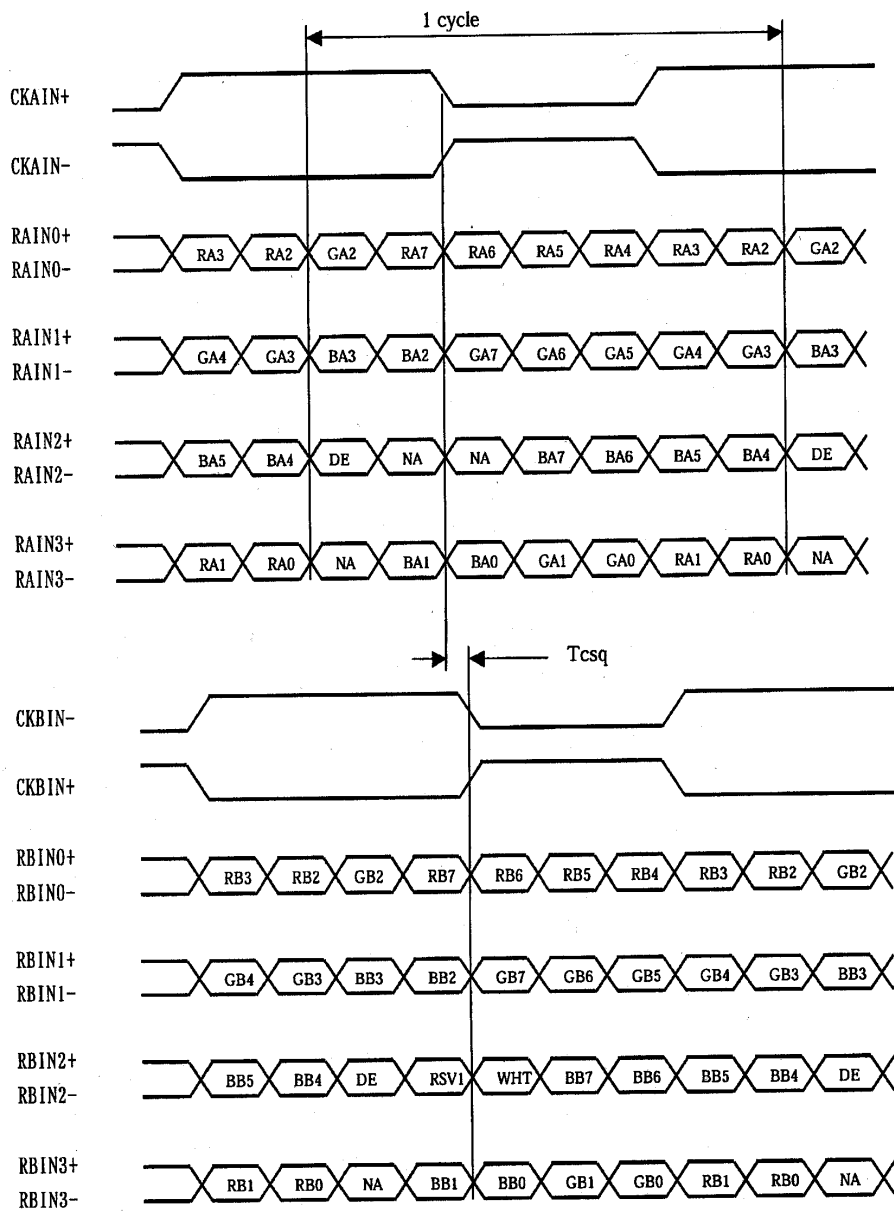 1 cycle
CKAIN+
CKAIN-
RAIN0+
RA3 RA2 GA2 RA7 RA6 RA5 RA4 RA3 RA2 GA2
RAIN0-
RAIN1+
GA4 GA3 BA3 BA2 GA7 GA6 GA5 GA4 GA3 BA3
RAIN1-
RAIN2+
BA5 BA4 DE NA NA BA7 BA6 BA5 BA4 DE
RAIN2-
RAIN3+
RA1 RA0 NA BA1 BA0 GA1 GA0 RA1 RA0 NA
RAIN3-
Tcsq
CKBIN-
CKBIN+
RBIN0+
RB3 RB2 GB2 RB7 RB6 RB5 RB4 RB3 RB2 GB2
RBIN0-
RBIN1+
GB4 GB3 BB3 BB2 GB7 GB6 GB5 GB4 GB3 BB3
RBIN1-
RBIN2+
BB5 BB4 DE RSV1 WHT BB7 BB6 BB5 BB4 DE
RBIN2-
RBIN3+
RB1 RB0 NA BB1 BB0 GB1 GB0 RB1 RB0 NA
RBIN3-